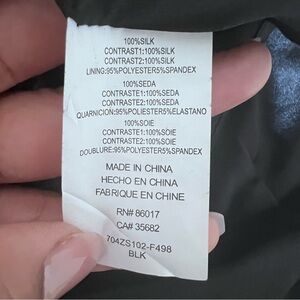 100%SILK
CONTRAST1:100%SILK
CONTRAST2:100%SILK
LINING:95%POLYESTER5%SPANDEX
100%SEDA
CONTRASTE1:100%SEDA
CONTRASTE2:100%SEDA
QUARNICION:95%POLYESTER5%ELASTANO
100%SOIE
CONTRASTE1:100%SOIE
CONTRASTE2:100%SOIE
DOUBLURE:95%POLYESTER5%SPANDEX
MADE IN CHINA
HECHO EN CHINA
FABRIQUE EN CHINE
RN# 86017
CA# 35682
704ZS102-F498
BLK